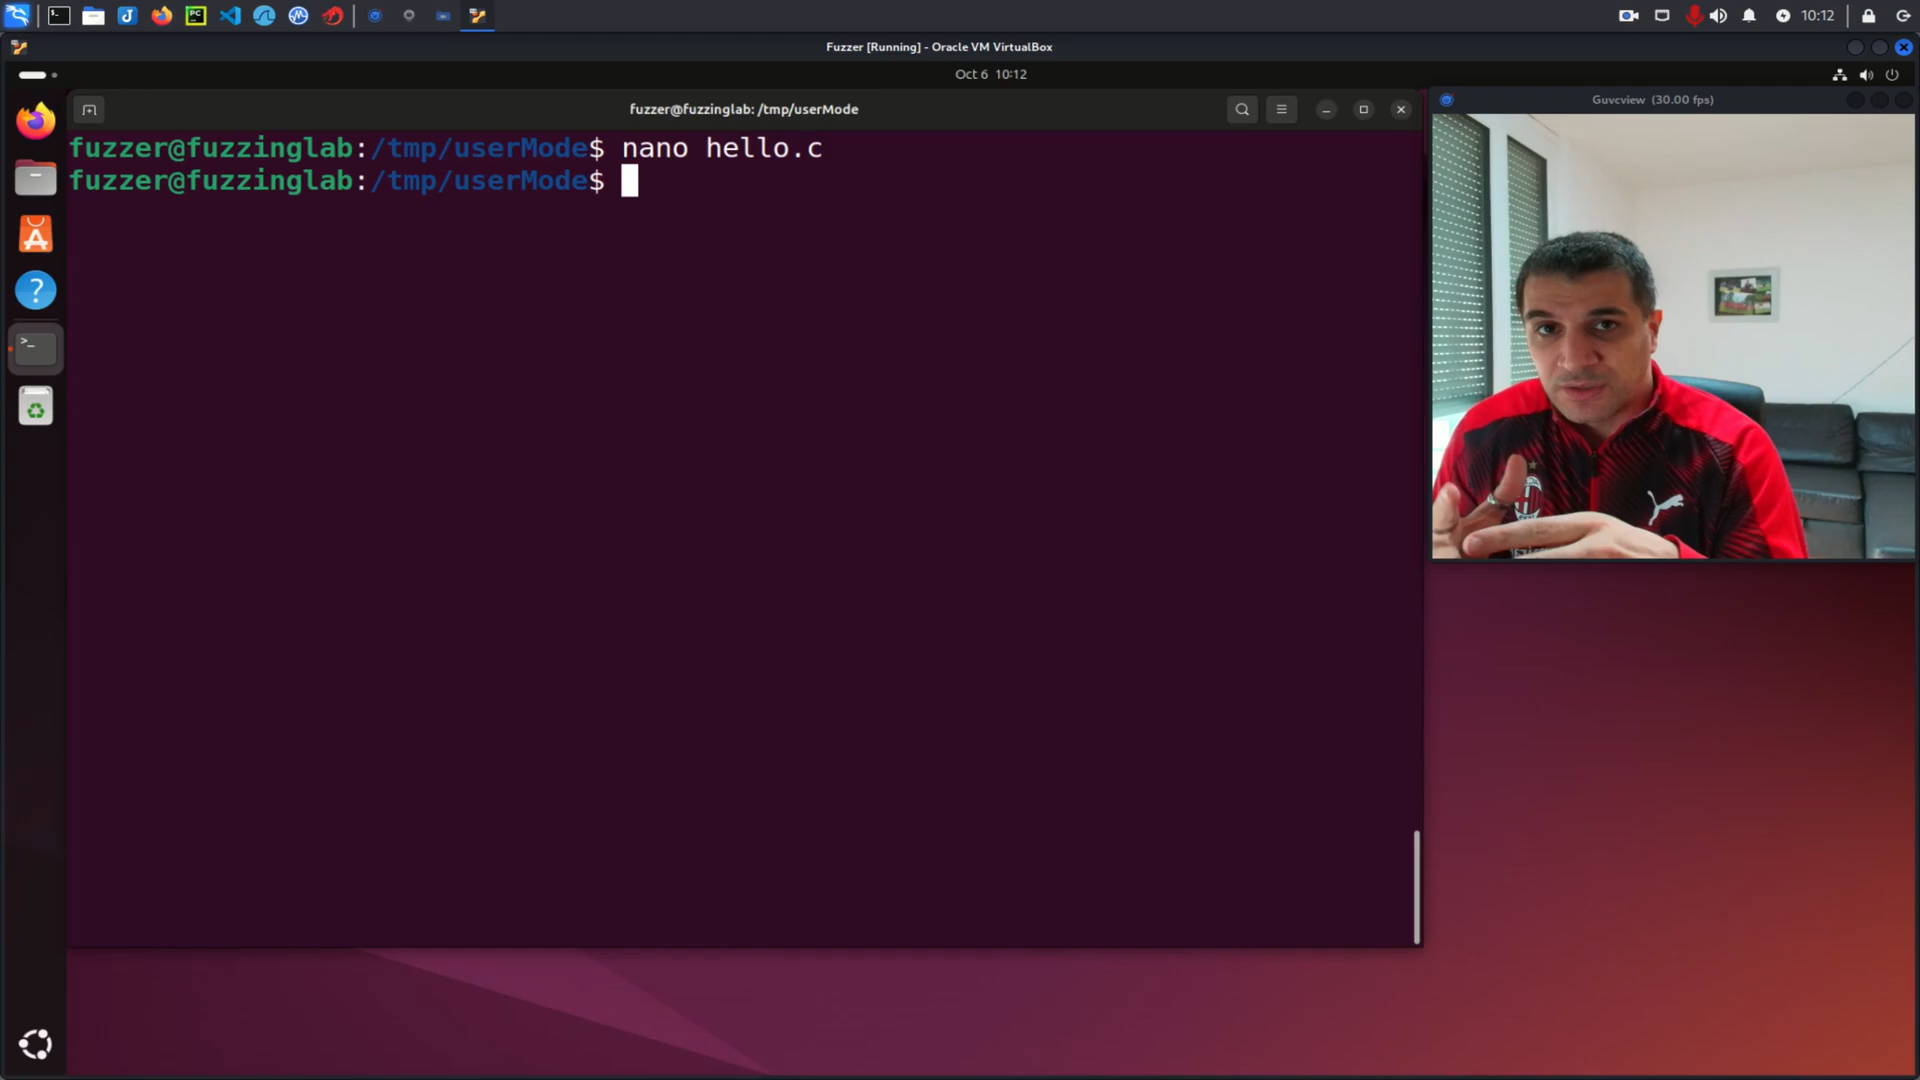 10:12
Fuzzer [Running] - Oracle VM VirtualBox
Oct 6 10:12
fuzzer@fuzzinglab: /tmp/userMode
Guvcview (30.00 fps)
fuzzer@fuzzinglab:/tmp/userMode$ nano hello.c
fuzzer@fuzzinglab:/tmp/userMode$